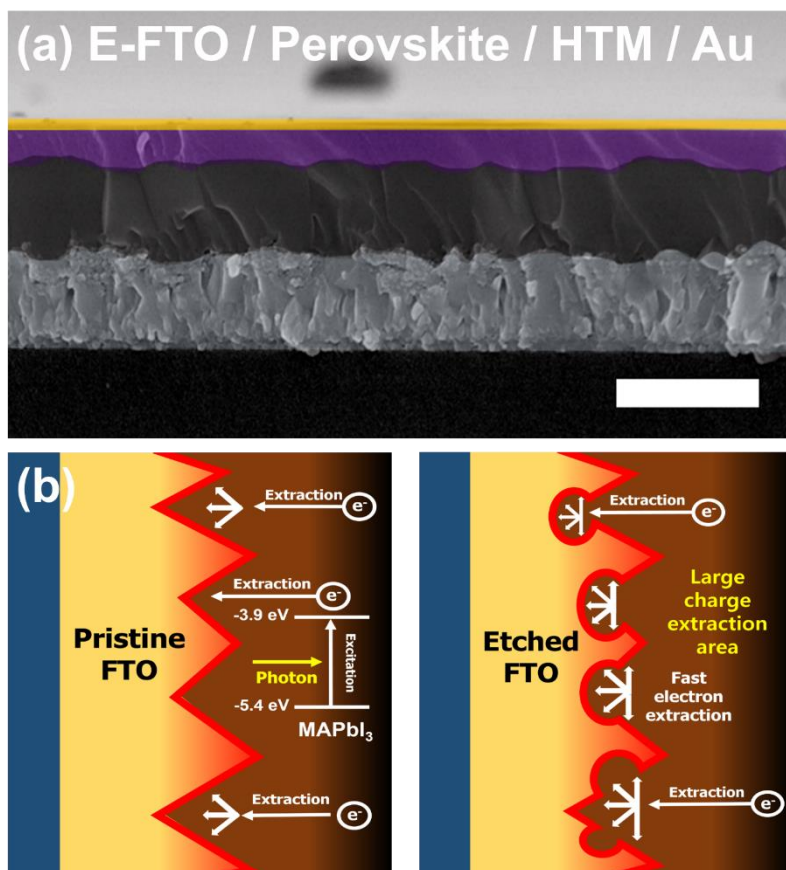 (a) E-FTO / Perovskite / HTM / Au
(b)
Extraction
e-
Extraction
e-
-3.9 eV
Pristine
FTO
Excitation
Photon
-5.4 eV
MAPbI₃
Extraction
e-
Extraction
e-
Large
charge
extraction
area
Etched
FTO
Fast
electron
extraction
Extraction
e-